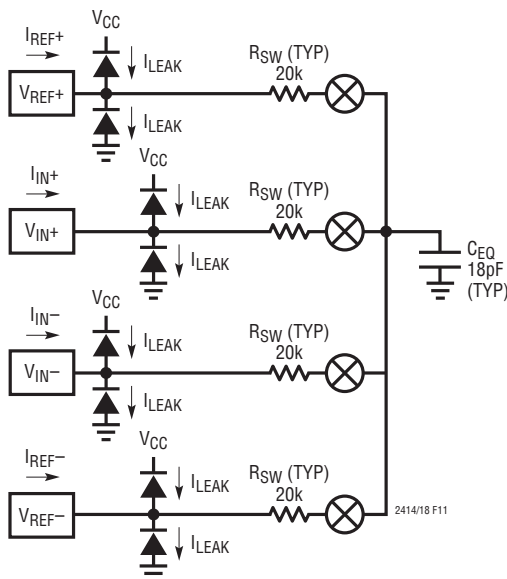 VCC
IREF+
ILEAK
RSW (TYP)
20k
VREF+
ILEAK
VCC
IIN+
ILEAK
RSW (TYP)
20k
VIN+
ILEAK
CEQ
18pF
(TYP)
VCC
IIN−
ILEAK
RSW (TYP)
20k
VIN−
ILEAK
VCC
IREF−
ILEAK
RSW (TYP)
20k
VREF−
ILEAK
2414/18 F11